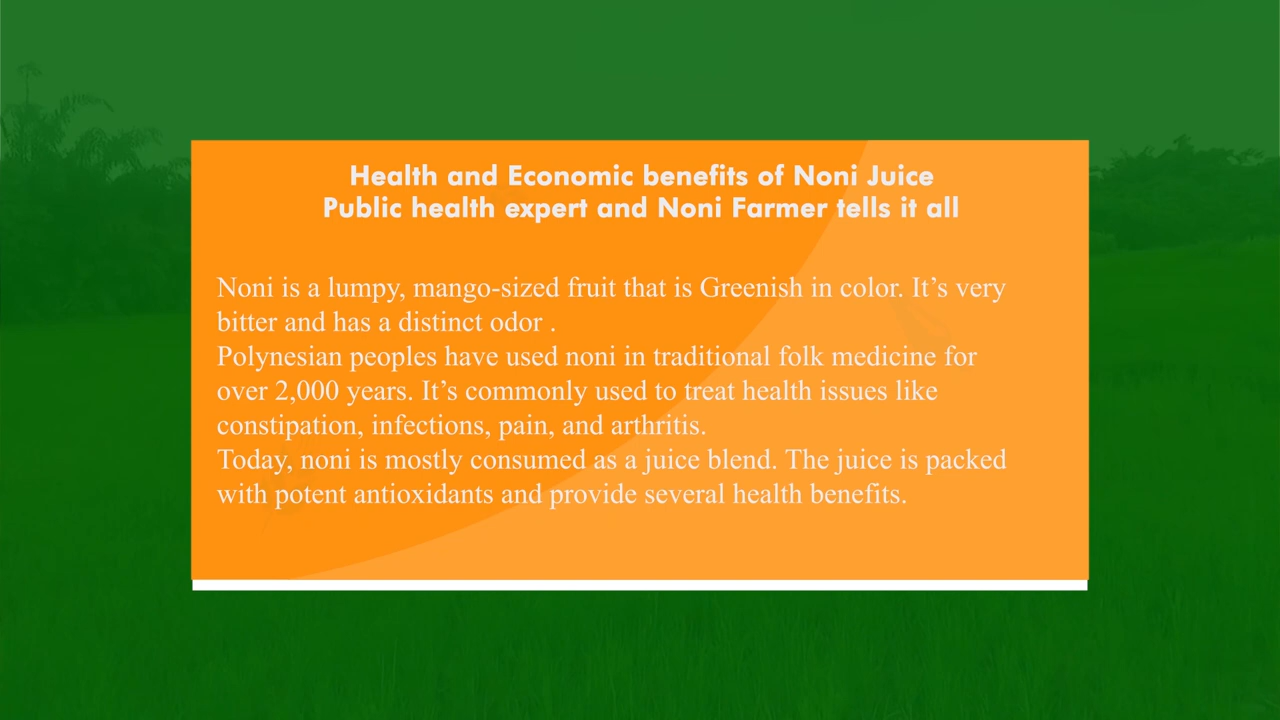 Health and Economic benefits of Noni Juice
Public health expert and Noni Farmer tells it all
Noni is a lumpy, mango-sized fruit that is Greenish in color. It’s very
bitter and has a distinct odor .
Polynesian peoples have used noni in traditional folk medicine for
over 2,000 years. It’s commonly used to treat health issues like
constipation, infections, pain, and arthritis.
Today, noni is mostly consumed as a juice blend. The juice is packed
with potent antioxidants and provide several health benefits.